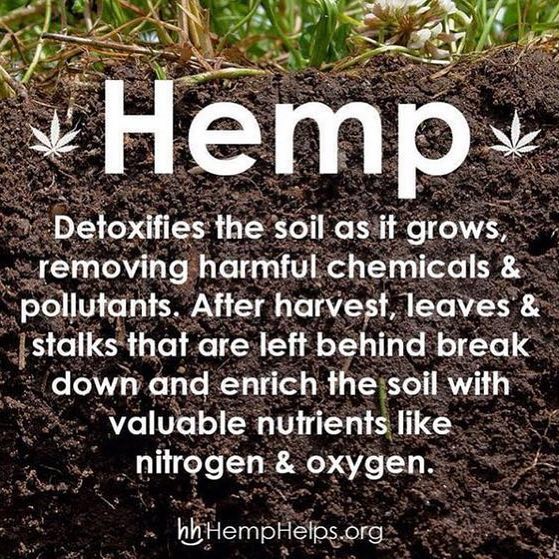 Hemp
Detoxifies the soil as it grows,
removing harmful chemicals &
pollutants. After harvest, leaves &
stalks that are left behind break
down and enrich the soil with
valuable nutrients like
nitrogen & oxygen.
hh HempHelps.org